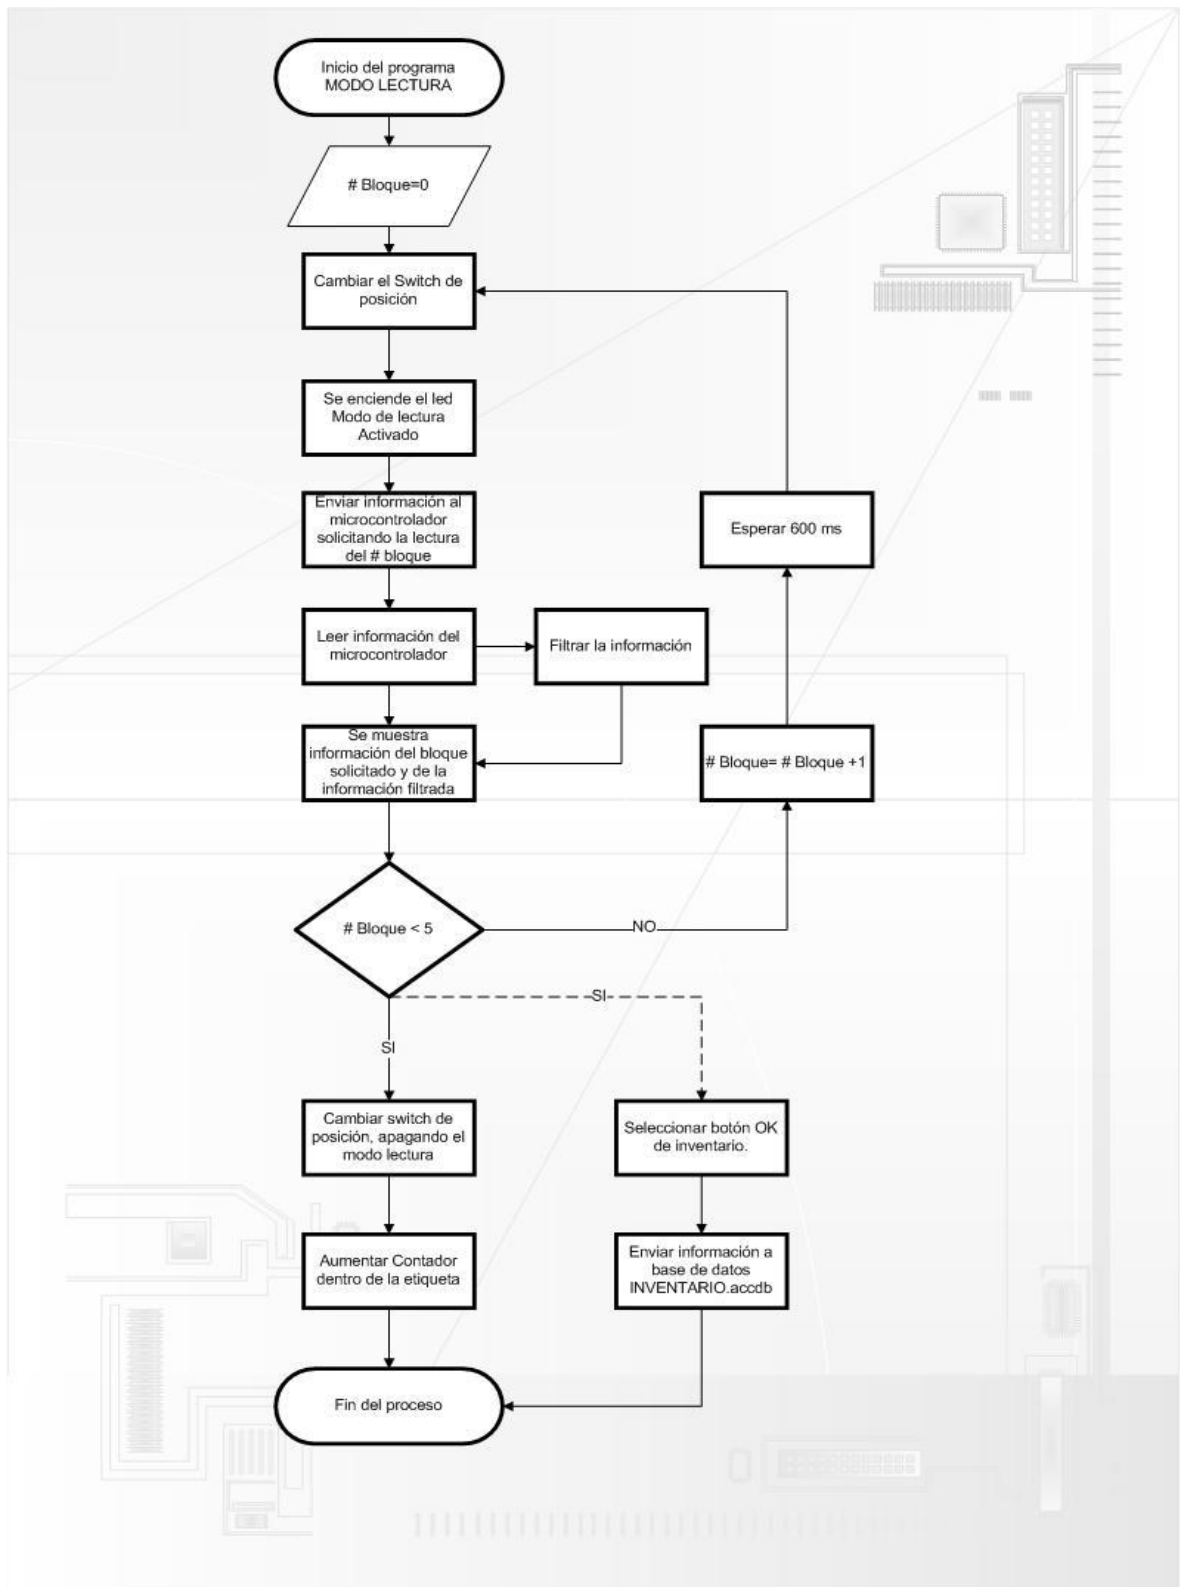 Inicio del programa
MODO LECTURA
# Bloque=0
Cambiar el Switch de
posición
Se enciende el led
Modo de lectura
Activado
Enviar información al
microcontrolador
solicitando la lectura
del # bloque
Esperar 600 ms
Leer información del
microcontrolador
Filtrar la información
Se muestra
información del bloque
solicitado y de la
información filtrada
# Bloque= # Bloque +1
# Bloque < 5
NO
SI
SI
Cambiar switch de
posición, apagando el
modo lectura
Seleccionar botón OK
de inventario.
Aumentar Contador
dentro de la etiqueta
Enviar información a
base de datos
INVENTARIO.accdb
Fin del proceso